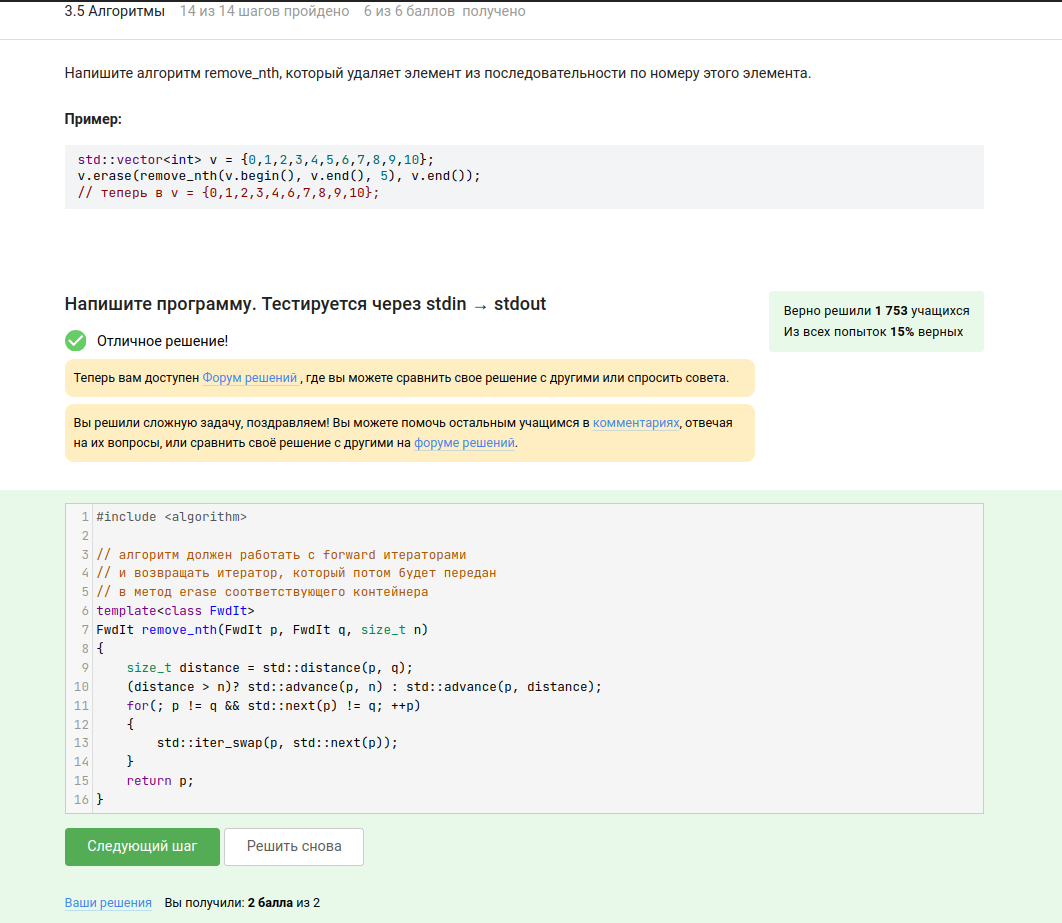 3.5 Алгоритмы 14 из 14 шагов пройдено 6 из 6 баллов получено
Напишите алгоритм remove_nth, который удаляет элемент из последовательности по номеру этого элемента.
Пример:
std::vector<int> v = {0,1,2,3,4,5,6,7,8,9,10};
v.erase(remove_nth(v.begin(), v.end(), 5), v.end());
// теперь в v = {0,1,2,3,4,6,7,8,9,10};
Напишите программу. Тестируется через stdin → stdout
Верно решили 1 753 учащихся
Из всех попыток 15% верных
Отличное решение!
Теперь вам доступен Форум решений , где вы можете сравнить свое решение с другими или спросить совета.
Вы решили сложную задачу, поздравляем! Вы можете помочь остальным учащимся в комментариях, отвечая
на их вопросы, или сравнить своё решение с другими на форуме решений.
1 #include <algorithm>
2
3 // алгоритм должен работать с forward итераторами
4 // и возвращать итератор, который потом будет передан
5 // в метод erase соответствующего контейнера
6 template<class FwdIt>
7 FwdIt remove_nth(FwdIt p, FwdIt q, size_t n)
8 {
9     size_t distance = std::distance(p, q);
10     (distance > n)? std::advance(p, n) : std::advance(p, distance);
11     for(; p != q && std::next(p) != q; ++p)
12     {
13         std::iter_swap(p, std::next(p));
14     }
15     return p;
16 }
Следующий шаг Решить снова
Ваши решения Вы получили: 2 балла из 2